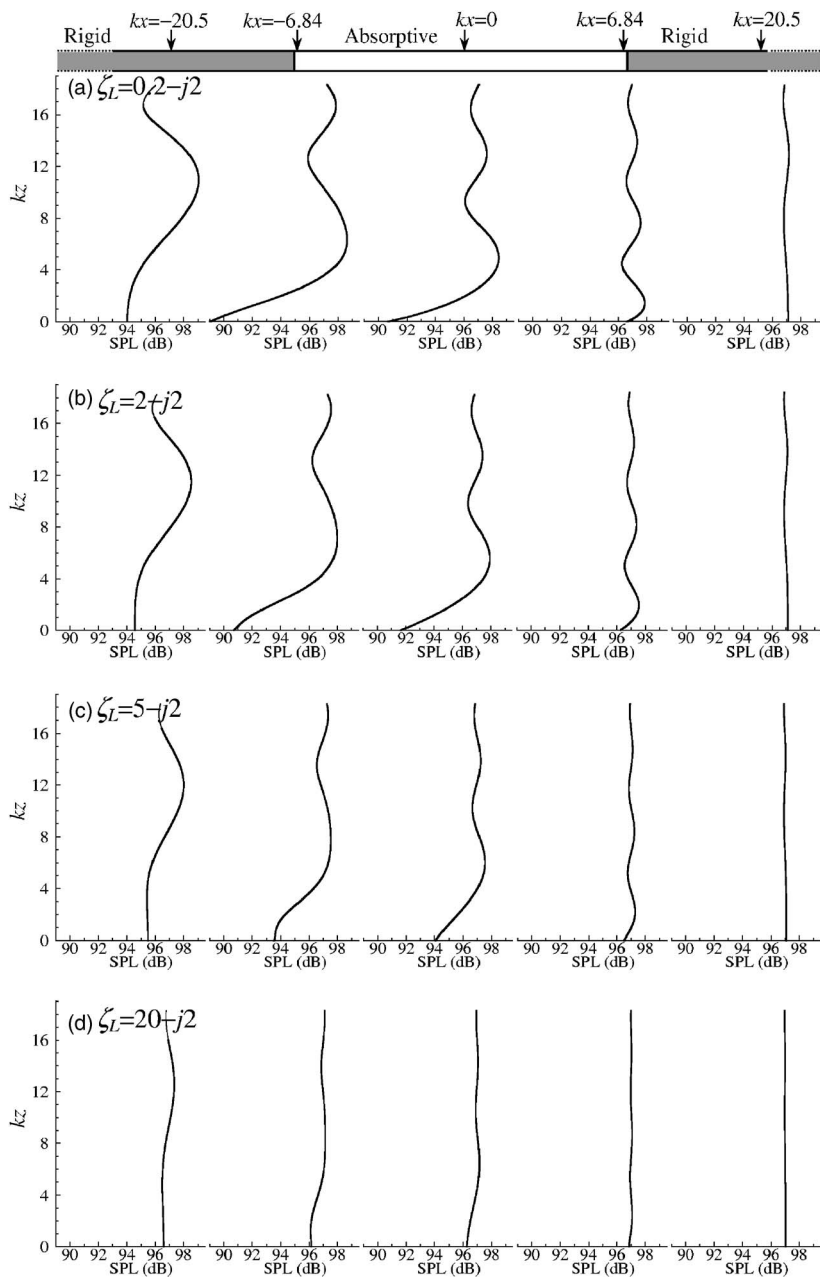 kx=−20.5 kx=−6.84 kx=0 kx=6.84 kx=20.5
Rigid Absorptive Rigid
(a) ζL=0.2−j2
16
12
8
4
0
kz
90 92 94 96 98 90 92 94 96 98 90 92 94 96 98 90 92 94 96 98 90 92 94 96 98
SPL (dB) SPL (dB) SPL (dB) SPL (dB) SPL (dB)
(b) ζL=2−j2
16
12
8
4
0
kz
90 92 94 96 98 90 92 94 96 98 90 92 94 96 98 90 92 94 96 98 90 92 94 96 98
SPL (dB) SPL (dB) SPL (dB) SPL (dB) SPL (dB)
(c) ζL=5−j2
16
12
8
4
0
kz
90 92 94 96 98 90 92 94 96 98 90 92 94 96 98 90 92 94 96 98 90 92 94 96 98
SPL (dB) SPL (dB) SPL (dB) SPL (dB) SPL (dB)
(d) ζL=20−j2
16
12
8
4
0
kz
90 92 94 96 98 90 92 94 96 98 90 92 94 96 98 90 92 94 96 98 90 92 94 96 98
SPL (dB) SPL (dB) SPL (dB) SPL (dB) SPL (dB)